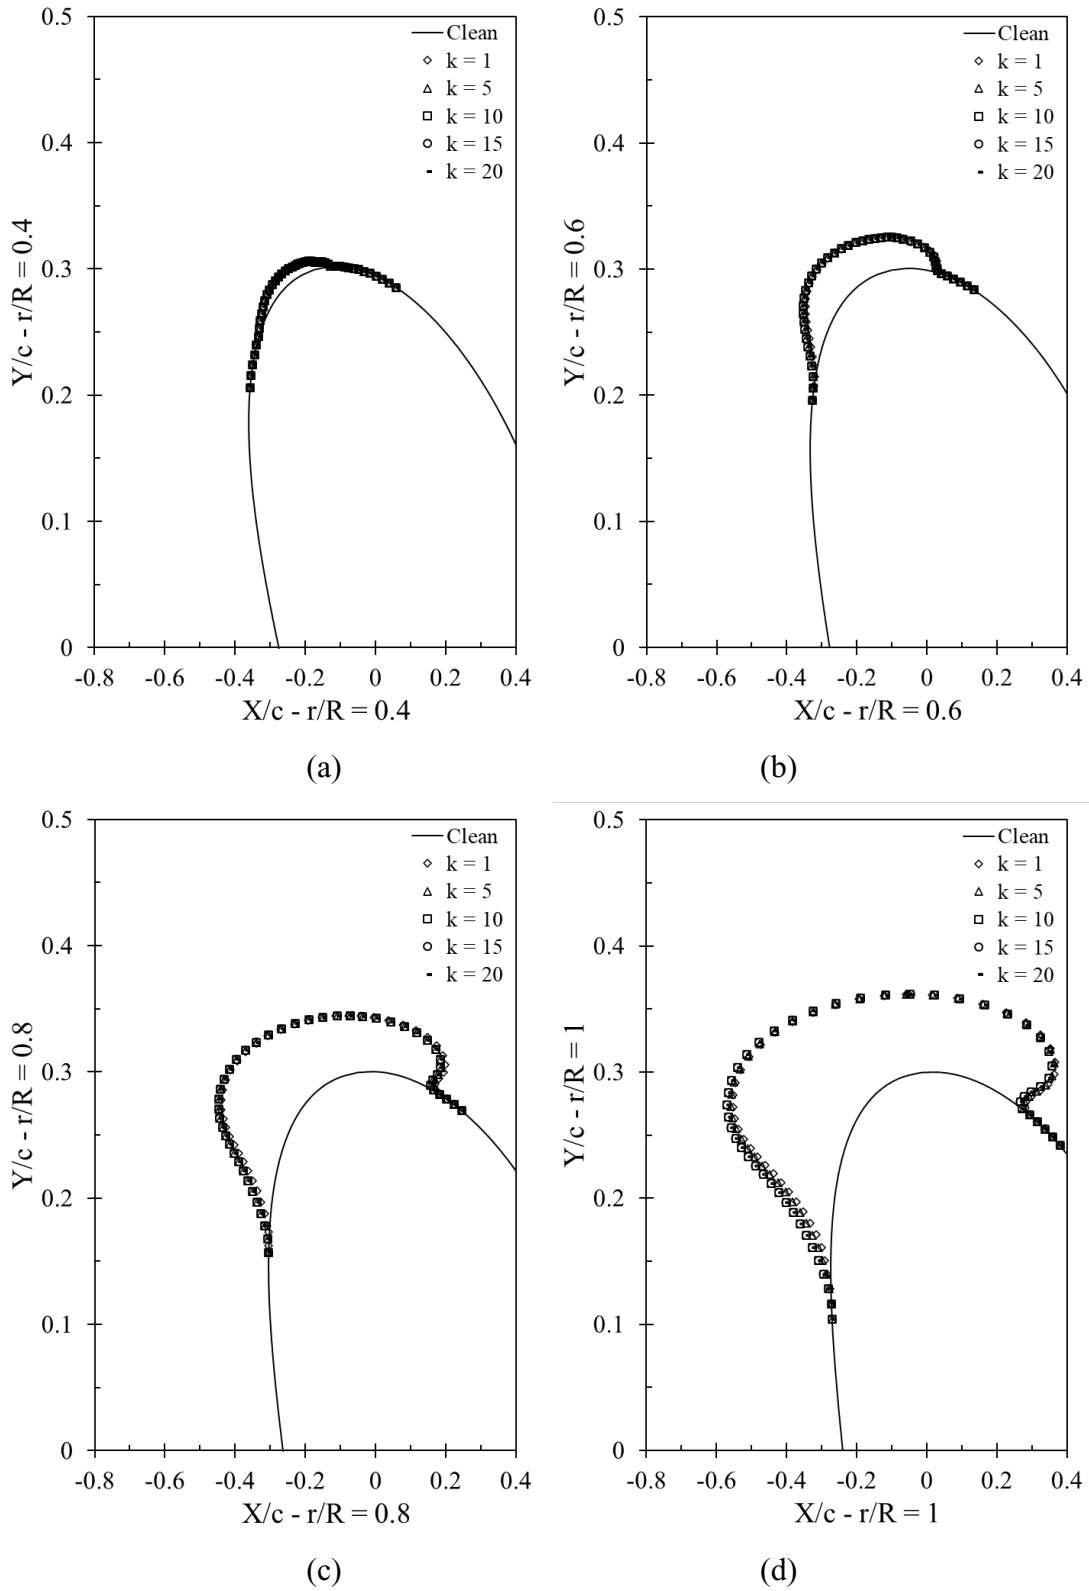 0.5
Clean
k = 1
k = 5
k = 10
k = 15
k = 20
0.4
0.3
0.2
0.1
0
Y/c - r/R = 0.4
-0.8 -0.6 -0.4 -0.2 0 0.2 0.4
X/c - r/R = 0.4
(a)
0.5
Clean
k = 1
k = 5
k = 10
k = 15
k = 20
0.4
0.3
0.2
0.1
0
Y/c - r/R = 0.6
-0.8 -0.6 -0.4 -0.2 0 0.2 0.4
X/c - r/R = 0.6
(b)
0.5
Clean
k = 1
k = 5
k = 10
k = 15
k = 20
0.4
0.3
0.2
0.1
0
Y/c - r/R = 0.8
-0.8 -0.6 -0.4 -0.2 0 0.2 0.4
X/c - r/R = 0.8
(c)
0.5
Clean
k = 1
k = 5
k = 10
k = 15
k = 20
0.4
0.3
0.2
0.1
0
Y/c - r/R = 1
-0.8 -0.6 -0.4 -0.2 0 0.2 0.4
X/c - r/R = 1
(d)